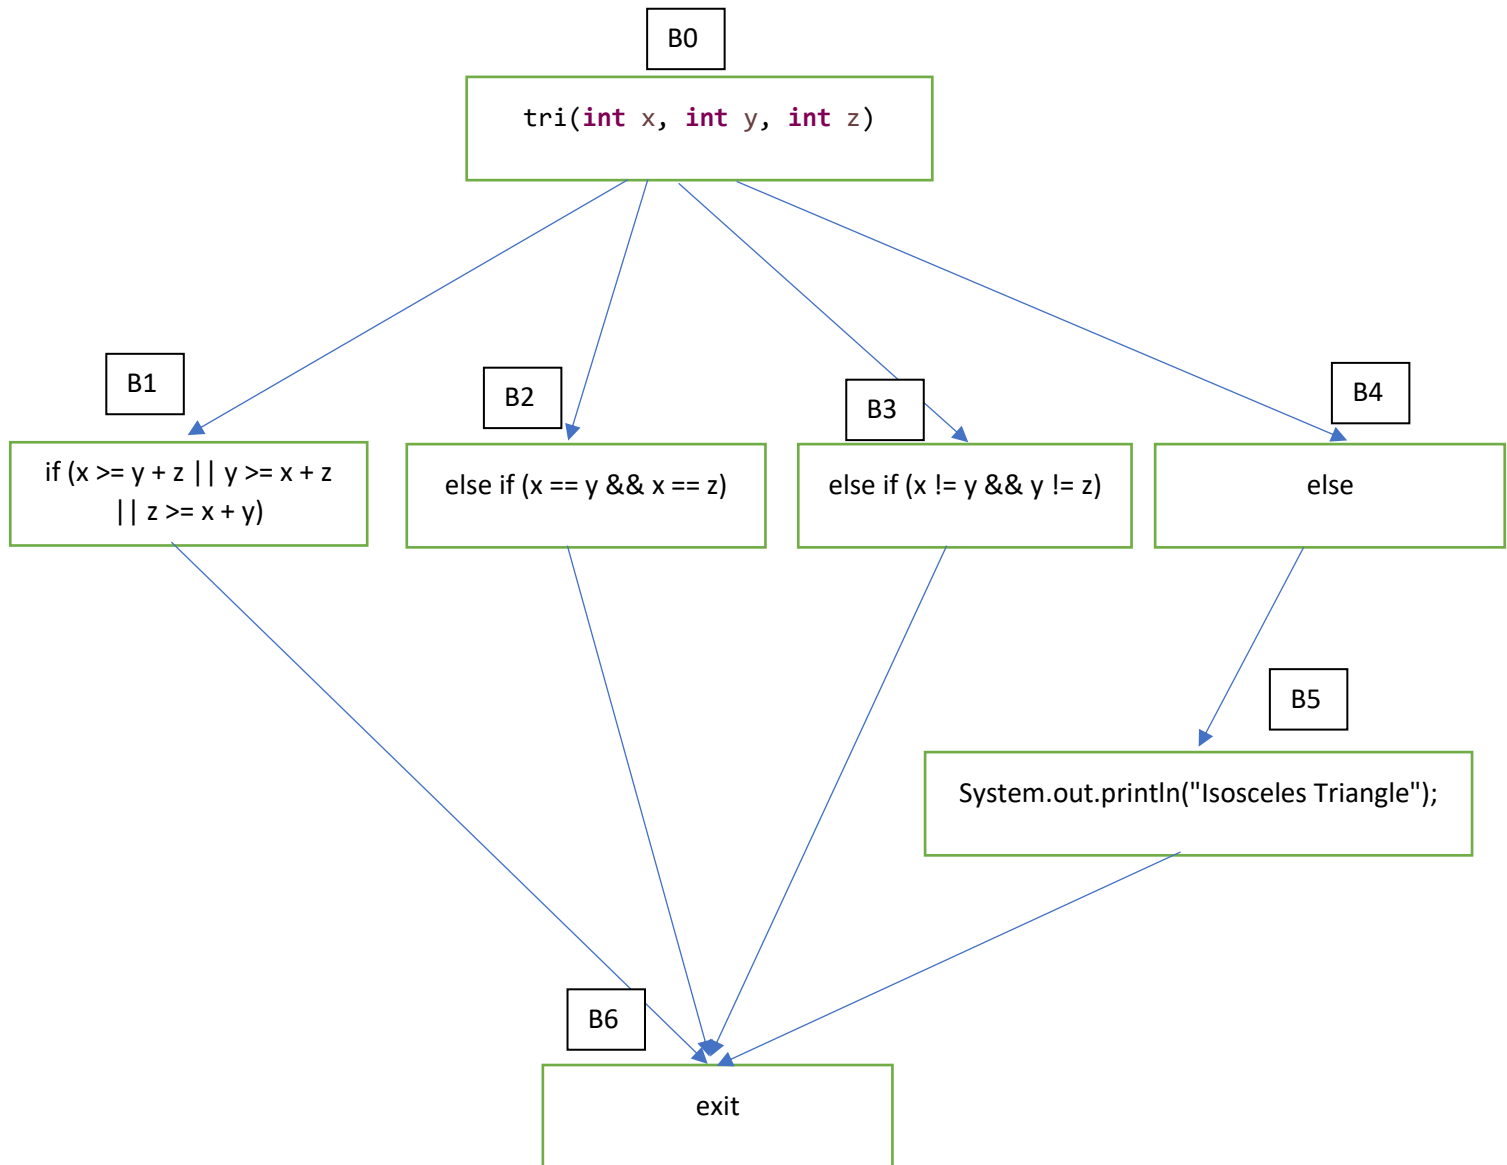 B0
tri(int x, int y, int z)
B1
B2
B3
B4
if (x >= y + z || y >= x + z
|| z >= x + y)
else if (x == y && x == z)
else if (x != y && y != z)
else
B5
System.out.println("Isosceles Triangle");
B6
exit